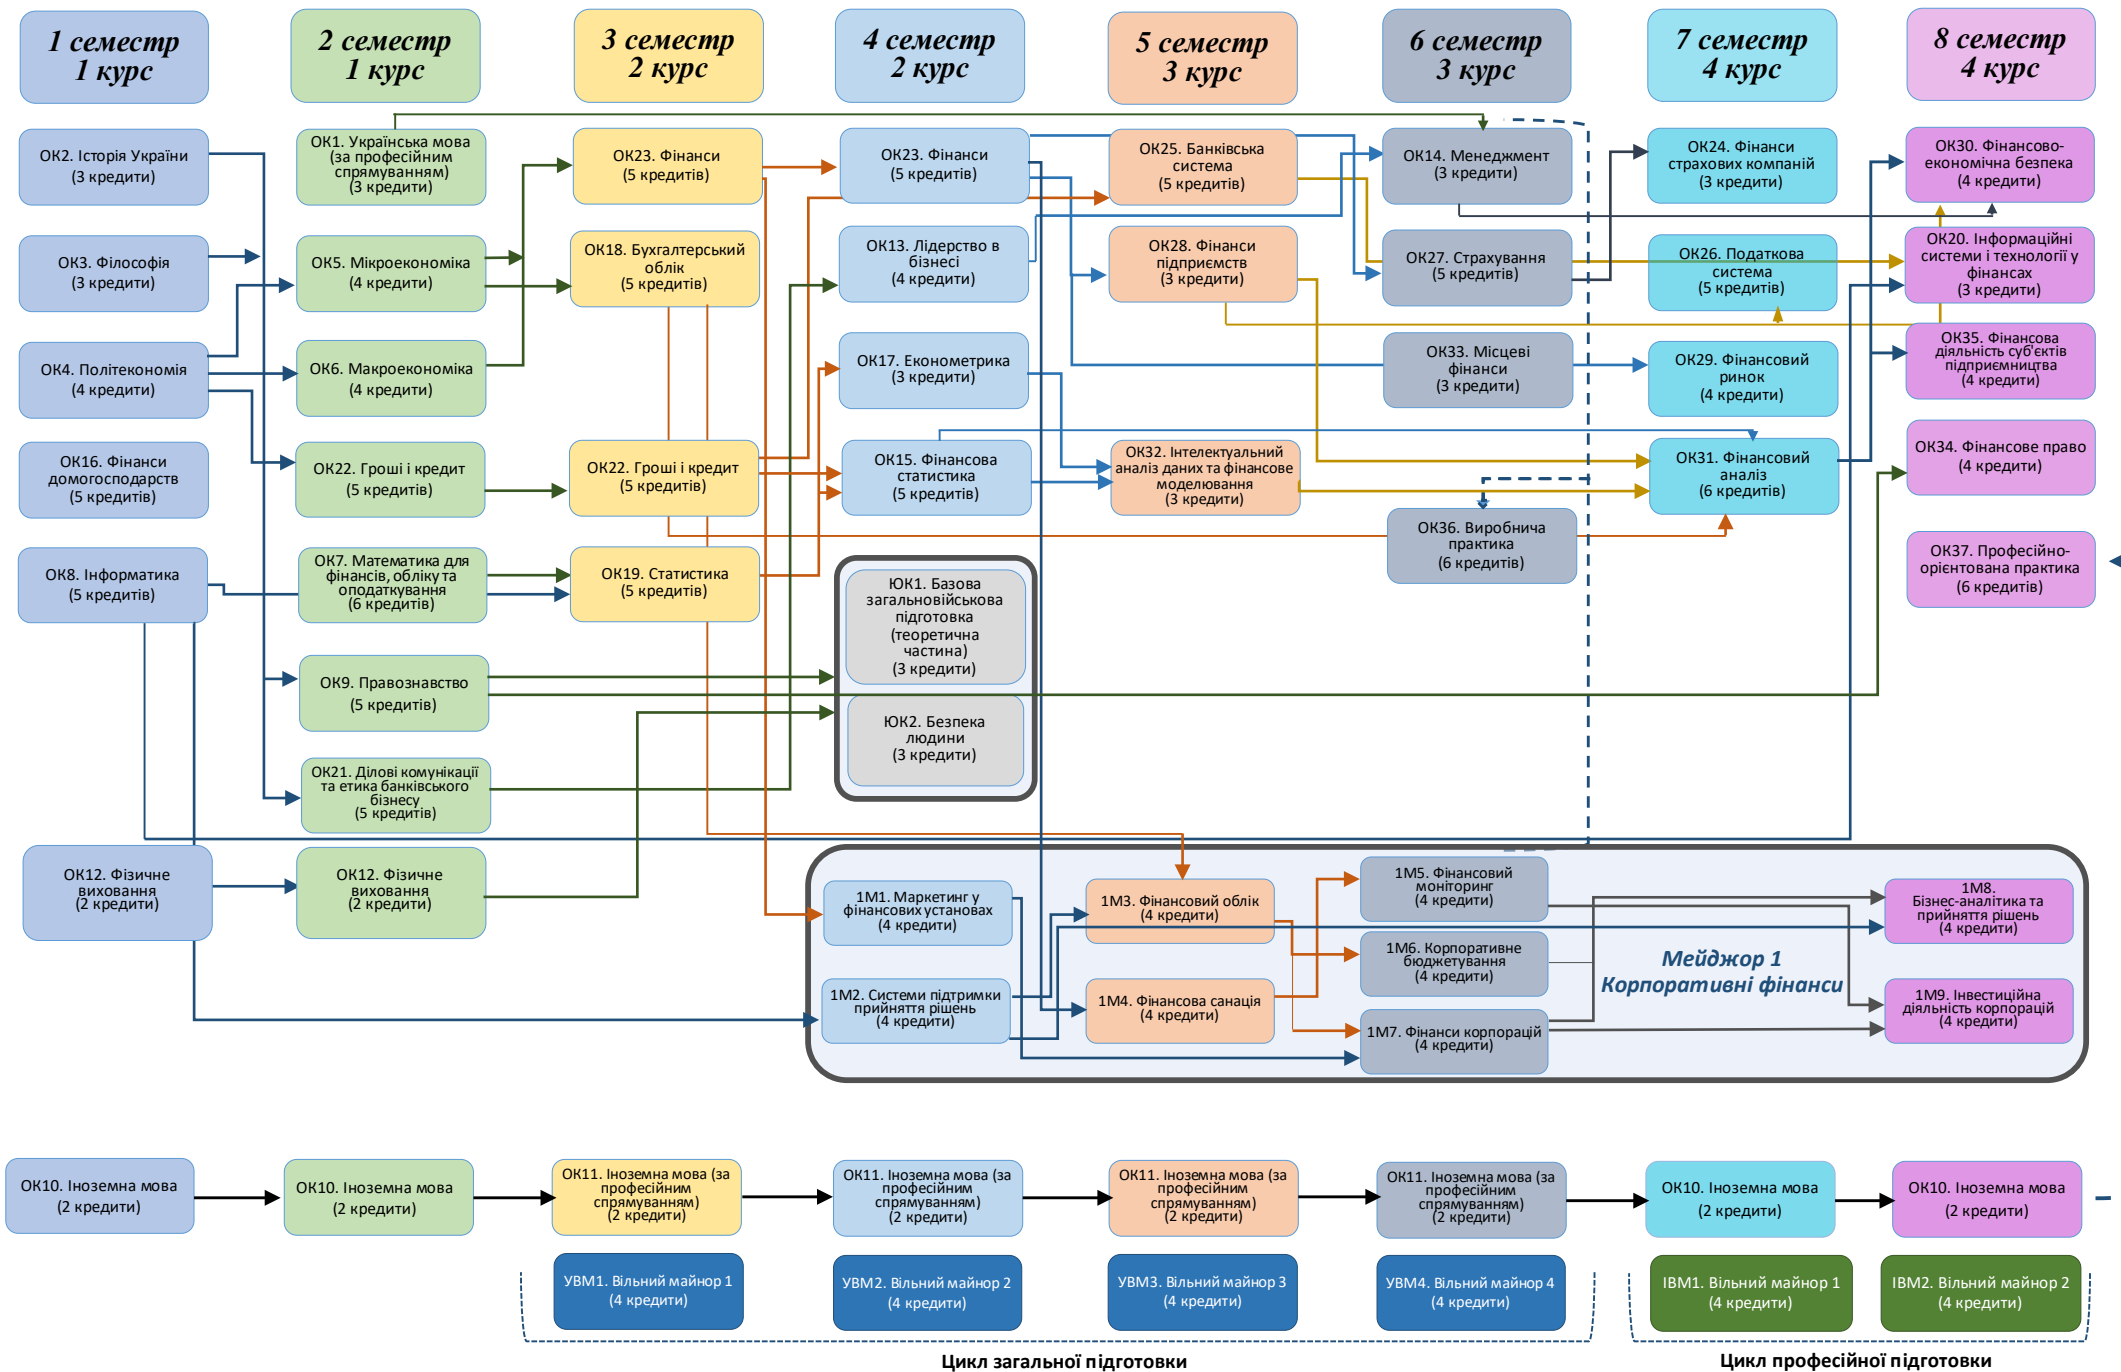 1 семестр
1 курс
2 семестр
1 курс
3 семестр
2 курс
4 семестр
2 курс
5 семестр
3 курс
6 семестр
3 курс
7 семестр
4 курс
8 семестр
4 курс
ОК2. Історія України
(3 кредити)
ОК3. Філософія
(3 кредити)
ОК4. Політекономія
(4 кредити)
ОК16. Фінанси
домогосподарств
(5 кредитів)
ОК8. Інформатика
(5 кредитів)
ОК12. Фізичне
виховання
(2 кредити)
ОК1. Українська мова
(за професійним
спрямуванням)
(3 кредити)
ОК5. Мікроекономіка
(4 кредити)
ОК6. Макроекономіка
(4 кредити)
ОК22. Гроші і кредит
(5 кредитів)
ОК7. Математика для
фінансів, обліку та
оподаткування
(6 кредитів)
ОК9. Правознавство
(5 кредитів)
ОК21. Ділові комунікації
та етика банківського
бізнесу
(5 кредитів)
ОК12. Фізичне
виховання
(2 кредити)
ОК23. Фінанси
(5 кредитів)
ОК18. Бухгалтерський
облік
(5 кредитів)
ОК22. Гроші і кредит
(5 кредитів)
ОК19. Статистика
(5 кредитів)
ОК23. Фінанси
(5 кредитів)
ОК13. Лідерство в
бізнесі
(4 кредити)
ОК17. Економетрика
(3 кредити)
ОК15. Фінансова
статистика
(5 кредитів)
ЮК1. Базова
загальновійськова
підготовка
(теоретична
частина)
(3 кредити)
ЮК2. Безпека
людини
(3 кредити)
ОК25. Банківська
система
(5 кредитів)
ОК28. Фінанси
підприємств
(3 кредити)
ОК32. Інтелектуальний
аналіз даних та фінансове
моделювання
(3 кредити)
ОК14. Менеджмент
(3 кредити)
ОК27. Страхування
(5 кредитів)
ОК33. Місцеві
фінанси
(3 кредити)
ОК36. Виробнича
практика
(6 кредитів)
ОК24. Фінанси
страхових компаній
(3 кредити)
ОК26. Податкова
система
(5 кредитів)
ОК29. Фінансовий
ринок
(4 кредити)
ОК31. Фінансовий
аналіз
(6 кредитів)
ОК30. Фінансово-
економічна безпека
(4 кредити)
ОК20. Інформаційні
системи і технології у
фінансах
(3 кредити)
ОК35. Фінансова
діяльність суб'єктів
підприємництва
(4 кредити)
ОК34. Фінансове право
(4 кредити)
ОК37. Професійно-
орієнтована практика
(6 кредитів)
1М1. Маркетинг у
фінансових установах
(4 кредити)
1М2. Системи підтримки
прийняття рішень
(4 кредити)
1М3. Фінансовий облік
(4 кредити)
1М4. Фінансова санація
(4 кредити)
1М5. Фінансовий
моніторинг
(4 кредити)
1М6. Корпоративне
бюджетування
(4 кредити)
1М7. Фінанси корпорацій
(4 кредити)
Мейджор 1
Корпоративні фінанси
1М8.
Бізнес-аналітика та
прийняття рішень
(4 кредити)
1М9. Інвестиційна
діяльність корпорацій
(4 кредити)
ОК10. Іноземна мова
(2 кредити)
ОК10. Іноземна мова
(2 кредити)
ОК11. Іноземна мова (за
професійним
спрямуванням)
(2 кредити)
ОК11. Іноземна мова (за
професійним
спрямуванням)
(2 кредити)
ОК11. Іноземна мова (за
професійним
спрямуванням)
(2 кредити)
ОК11. Іноземна мова (за
професійним
спрямуванням)
(2 кредити)
ОК10. Іноземна мова
(2 кредити)
ОК10. Іноземна мова
(2 кредити)
УВМ1. Вільний майнор 1
(4 кредити)
УВМ2. Вільний майнор 2
(4 кредити)
УВМ3. Вільний майнор 3
(4 кредити)
УВМ4. Вільний майнор 4
(4 кредити)
ІВМ1. Вільний майнор 1
(4 кредити)
ІВМ2. Вільний майнор 2
(4 кредити)
Цикл загальної підготовки
Цикл професійної підготовки